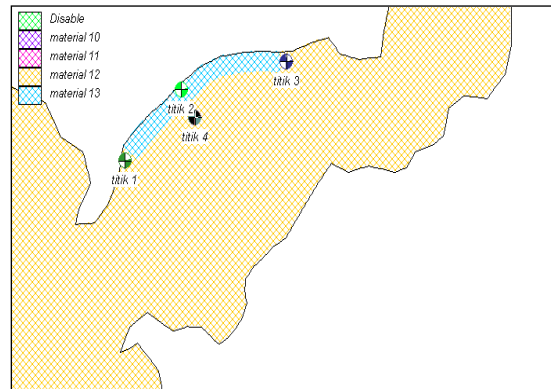 Disable
material 10
material 11
material 12
material 13
titik 3
titik 2
titik 4
titik 1